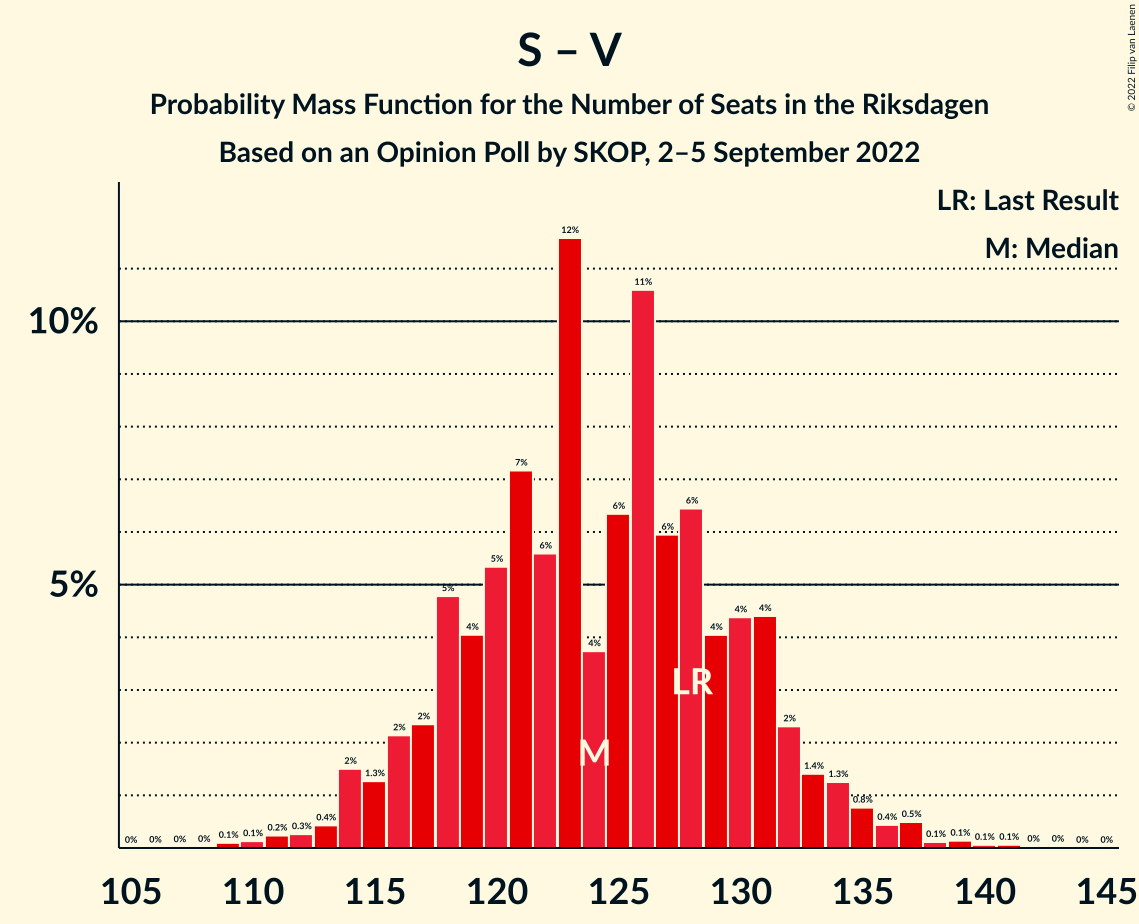 S – V
Probability Mass Function for the Number of Seats in the Riksdagen
Based on an Opinion Poll by SKOP, 2–5 September 2022
© 2022 Filip van Laenen
LR: Last Result
M: Median
10%
5%
0% 0% 0% 0% 0.1% 0.1% 0.2% 0.3% 0.4% 2% 1.3% 2% 2% 5% 4% 5% 7% 6% 12% 4% 6% 11% 6% 6% 4% 4% 4% 2% 1.4% 1.3% 0.8% 0.4% 0.5% 0.1% 0.1% 0.1% 0.1% 0% 0% 0% 0%
LR
M
105 110 115 120 125 130 135 140 145